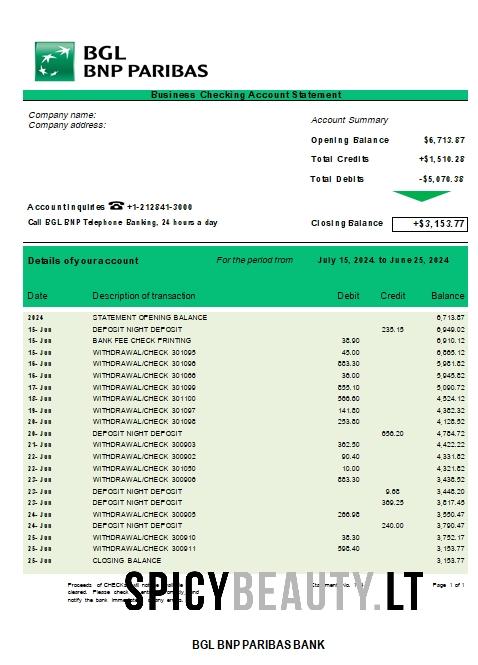 BGL
BNP PARIBAS
Business Checking Account Statement
Company name:
Company address:
Account Summary
Opening Balance $6,713.87
Total Credits +$1,510.28
Total Debits -$5,070.38
Account Inquiries ☎ +1-212841-3000
Call BGL BNP Telephone Banking, 24 hours a day
Closing Balance +$3,153.77
Details of your account For the period from July 15, 2024. to June 25, 2024
Date Description of transaction Debit Credit Balance
2024 STATEMENT OPENING BALANCE 6,713.87
15- Jun DEPOSIT NIGHT DEPOSIT 235.15 6,949.02
15- Jun BANK FEE CHECK PRINTING 38.90 6,910.12
15- Jun WITHDRAWAL/CHECK 301095 45.00 6,865.12
16- Jun WITHDRAWAL/CHECK 301096 883.30 5,981.82
16- Jun WITHDRAWAL/CHECK 301066 36.00 5,945.82
17- Jun WITHDRAWAL/CHECK 301099 855.10 5,090.72
18- Jun WITHDRAWAL/CHECK 301100 566.60 4,524.12
19- Jun WITHDRAWAL/CHECK 301097 141.80 4,382.32
20- Jun WITHDRAWAL/CHECK 301098 253.80 4,128.52
20- Jun DEPOSIT NIGHT DEPOSIT 656.20 4,784.72
21- Jun WITHDRAWAL/CHECK 300903 362.50 4,422.22
22- Jun WITHDRAWAL/CHECK 300902 90.40 4,331.82
22- Jun WITHDRAWAL/CHECK 301050 10.00 4,321.82
23- Jun WITHDRAWAL/CHECK 300906 883.30 3,438.52
23- Jun DEPOSIT NIGHT DEPOSIT 9.68 3,448.20
23- Jun DEPOSIT NIGHT DEPOSIT 369.25 3,817.45
24- Jun WITHDRAWAL/CHECK 300905 266.98 3,550.47
24- Jun DEPOSIT NIGHT DEPOSIT 240.00 3,790.47
25- Jun WITHDRAWAL/CHECK 300910 38.30 3,752.17
25- Jun WITHDRAWAL/CHECK 300911 598.40 3,153.77
25- Jun CLOSING BALANCE 3,153.77
Proceeds of will not Page 1 of 1
Please check
notify the bank any
SPICYBEAUTY.LT
BGL BNP PARIBAS BANK